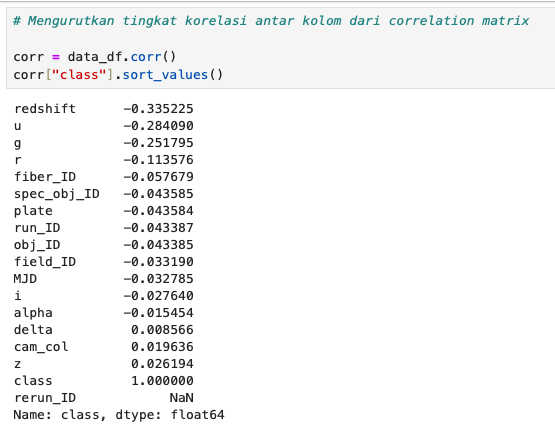 # Mengurutkan tingkat korelasi antar kolom dari correlation matrix
corr = data_df.corr()
corr["class"].sort_values()
redshift      -0.335225
u             -0.284090
g             -0.251795
r             -0.113576
fiber_ID      -0.057679
spec_obj_ID   -0.043585
plate         -0.043584
run_ID        -0.043387
obj_ID        -0.043385
field_ID      -0.033190
MJD           -0.032785
i             -0.027640
alpha         -0.015454
delta          0.008566
cam_col        0.019636
z              0.026194
class          1.000000
rerun_ID            NaN
Name: class, dtype: float64